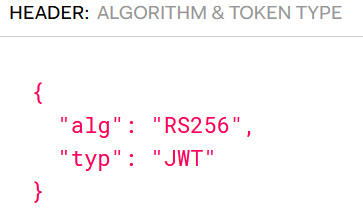 HEADER: ALGORITHM & TOKEN TYPE
{
  "alg": "RS256",
  "typ": "JWT"
}